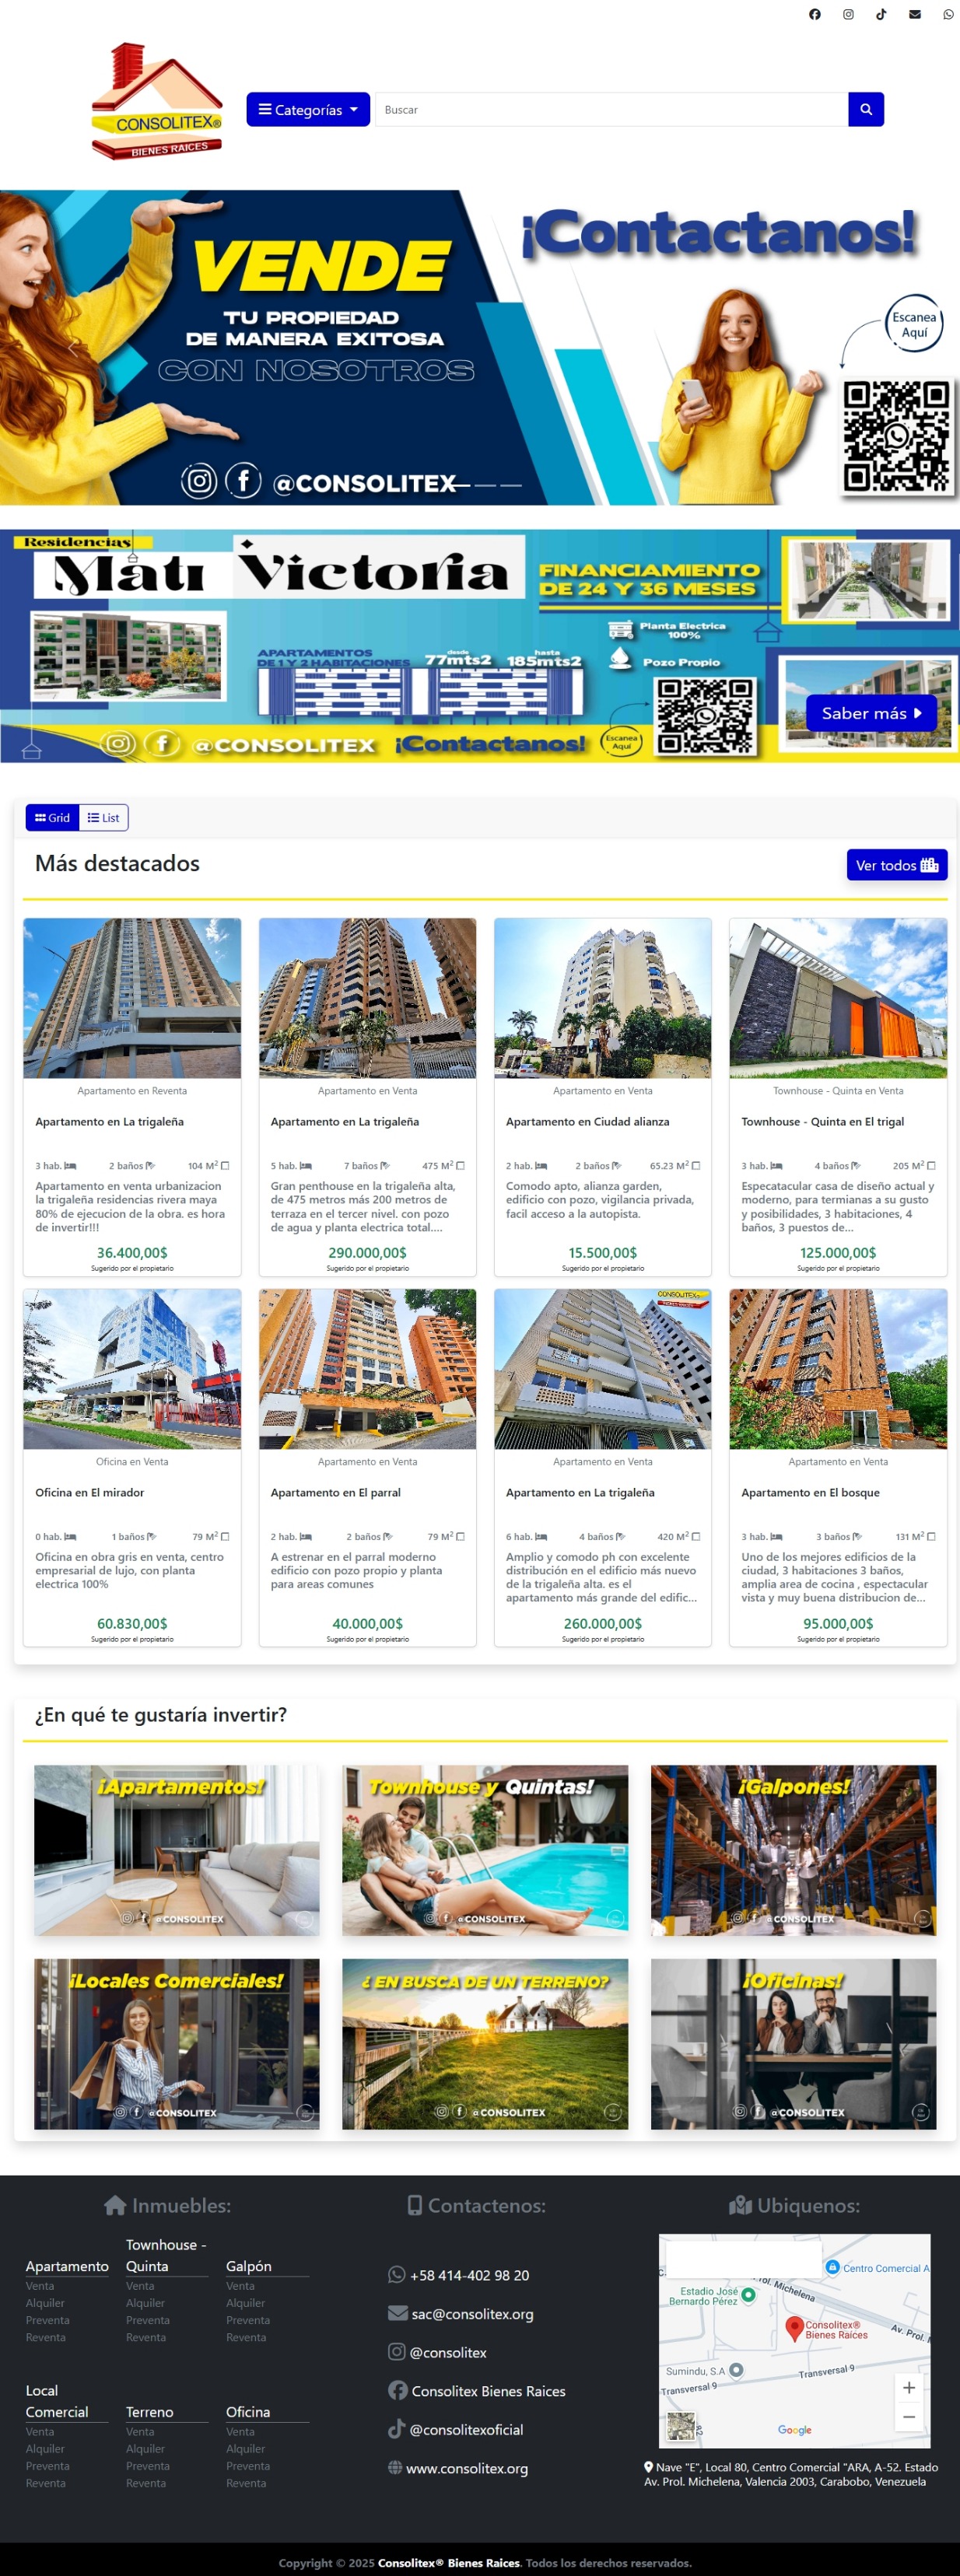 CONSOLITEX®
BIENES RAICES
Categorías
Buscar
VENDE
TU PROPIEDAD
DE MANERA EXITOSA
CON NOSOTROS
@CONSOLITEX
¡Contactanos!
Escanea
Aquí
Residencias
Mati Victoria
FINANCIAMIENTO
DE 24 Y 36 MESES
Planta Electrica
100%
Pozo Propio
APARTAMENTOS
DE 1 Y 2 HABITACIONES
desde
77mts2
hasta
185mts2
@CONSOLITEX
¡Contactanos!
Escanea
Aquí
Saber más
Grid
List
Más destacados
Ver todos
Apartamento en Reventa
Apartamento en La trigaleña
3 hab. 2 baños 104 M²
Apartamento en venta urbanizacion
la trigaleña residencias rivera maya
80% de ejecucion de la obra. es hora
de invertir!!!
36.400,00$
Sugerido por el propietario
Apartamento en Venta
Apartamento en La trigaleña
5 hab. 7 baños 475 M²
Gran penthouse en la trigaleña alta,
de 475 metros más 200 metros de
terraza en el tercer nivel. con pozo
de agua y planta electrica total....
290.000,00$
Sugerido por el propietario
Apartamento en Venta
Apartamento en Ciudad alianza
2 hab. 2 baños 65.23 M²
Comodo apto, alianza garden,
edificio con pozo, vigilancia privada,
facil acceso a la autopista.
15.500,00$
Sugerido por el propietario
Townhouse - Quinta en Venta
Townhouse - Quinta en El trigal
3 hab. 4 baños 205 M²
Especatacular casa de diseño actual y
moderno, para termianas a su gusto
y posibilidades, 3 habitaciones, 4
baños, 3 puestos de...
125.000,00$
Sugerido por el propietario
Oficina en Venta
Oficina en El mirador
0 hab. 1 baños 79 M²
Oficina en obra gris en venta, centro
empresarial de lujo, con planta
electrica 100%
60.830,00$
Sugerido por el propietario
Apartamento en Venta
Apartamento en El parral
2 hab. 2 baños 79 M²
A estrenar en el parral moderno
edificio con pozo propio y planta
para areas comunes
40.000,00$
Sugerido por el propietario
CONSOLITEX
Apartamento en Venta
Apartamento en La trigaleña
6 hab. 4 baños 420 M²
Amplio y comodo ph con excelente
distribución en el edificio más nuevo
de la trigaleña alta. es el
apartamento más grande del edific...
260.000,00$
Sugerido por el propietario
Apartamento en Venta
Apartamento en El bosque
3 hab. 3 baños 131 M²
Uno de los mejores edificios de la
ciudad, 3 habitaciones 3 baños,
amplia area de cocina , espectacular
vista y muy buena distribucion de...
95.000,00$
Sugerido por el propietario
¿En qué te gustaría invertir?
¡Apartamentos!
@CONSOLITEX
Townhouse y Quintas!
@CONSOLITEX
¡Galpones!
@CONSOLITEX
¡Locales Comerciales!
@CONSOLITEX
¿ EN BUSCA DE UN TERRENO?
@CONSOLITEX
¡Oficinas!
@CONSOLITEX
Inmuebles:
Apartamento
Venta
Alquiler
Preventa
Reventa
Townhouse -
Quinta
Venta
Alquiler
Preventa
Reventa
Galpón
Venta
Alquiler
Preventa
Reventa
Local
Comercial
Venta
Alquiler
Preventa
Reventa
Terreno
Venta
Alquiler
Preventa
Reventa
Oficina
Venta
Alquiler
Preventa
Reventa
Contactenos:
+58 414-402 98 20
sac@consolitex.org
@consolitex
Consolitex Bienes Raices
@consolitexoficial
www.consolitex.org
Ubiquenos:
Centro Comercial A
rol. Michelena
Estadio José
Bernardo Pérez
Consolitex®
Bienes Raíces
Av. Prol. M
Sumindu, S.A
Transversal 9
Transversal 9
Google
Nave "E", Local 80, Centro Comercial "ARA, A-52. Estado
Av. Prol. Michelena, Valencia 2003, Carabobo, Venezuela
Copyright © 2025 Consolitex® Bienes Raices. Todos los derechos reservados.